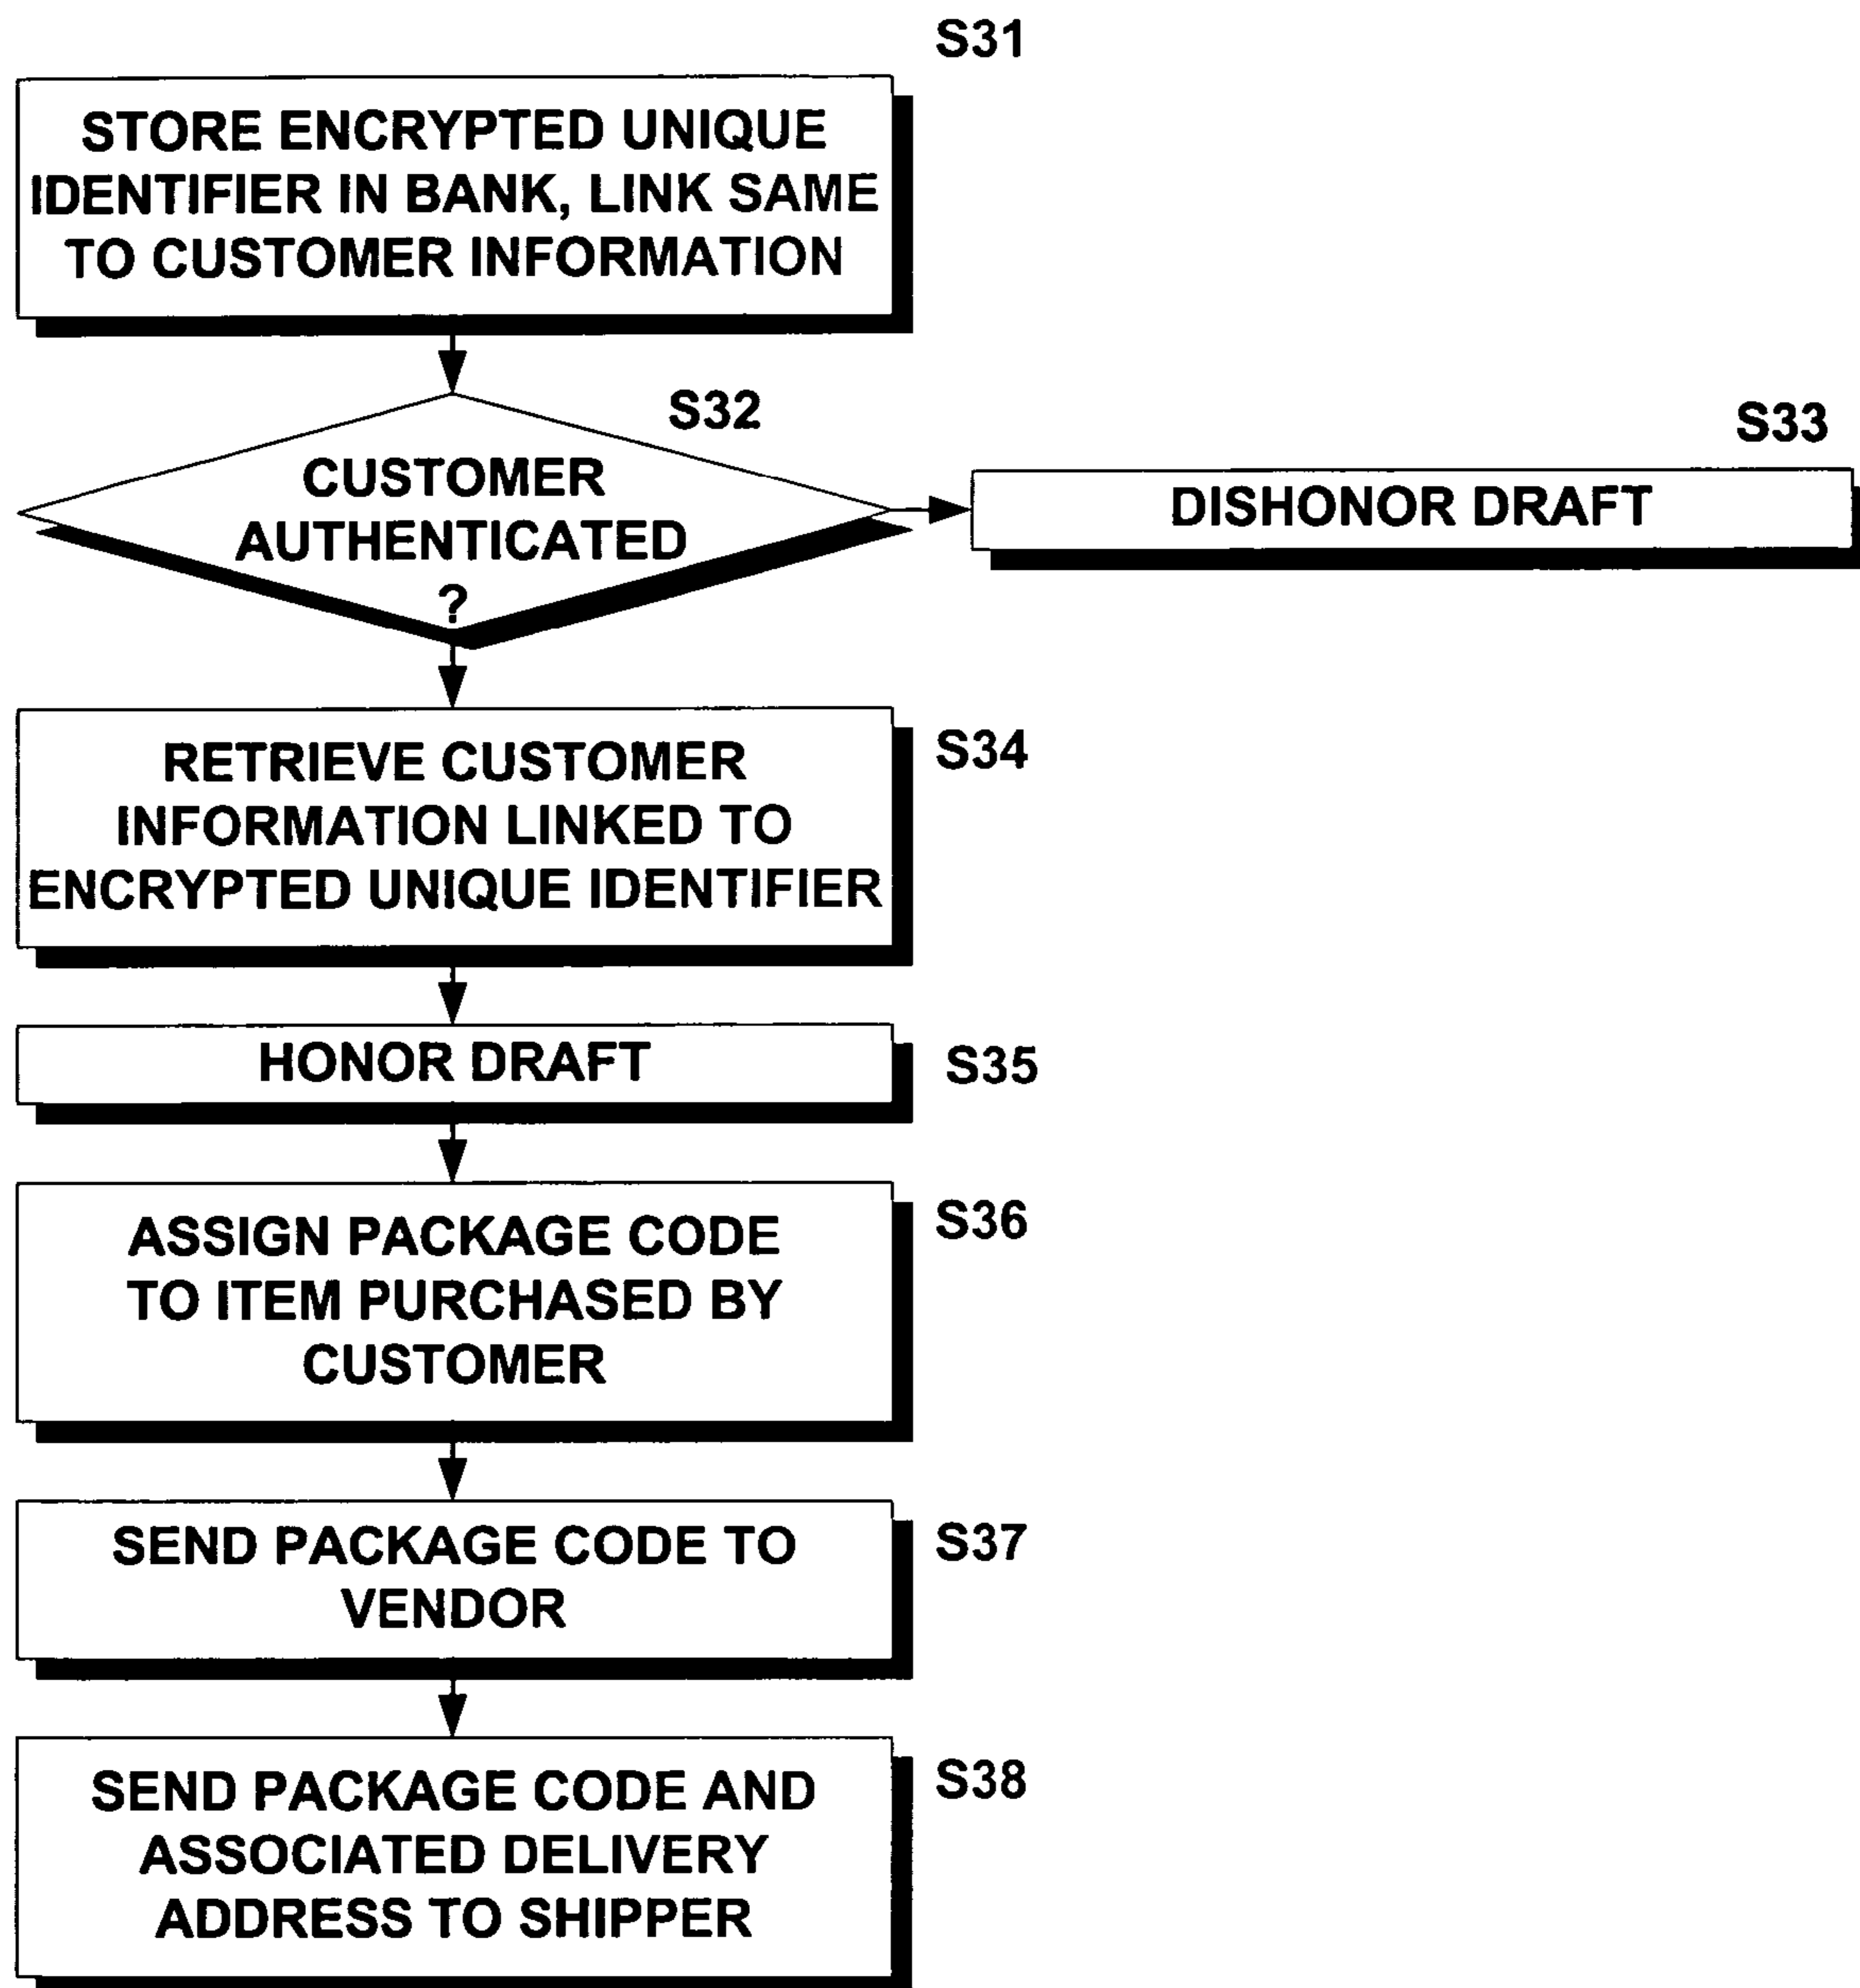 S31
STORE ENCRYPTED UNIQUE
IDENTIFIER IN BANK, LINK SAME
TO CUSTOMER INFORMATION
S32
CUSTOMER
AUTHENTICATED
?
S33
DISHONOR DRAFT
S34
RETRIEVE CUSTOMER
INFORMATION LINKED TO
ENCRYPTED UNIQUE IDENTIFIER
S35
HONOR DRAFT
S36
ASSIGN PACKAGE CODE
TO ITEM PURCHASED BY
CUSTOMER
S37
SEND PACKAGE CODE TO
VENDOR
S38
SEND PACKAGE CODE AND
ASSOCIATED DELIVERY
ADDRESS TO SHIPPER